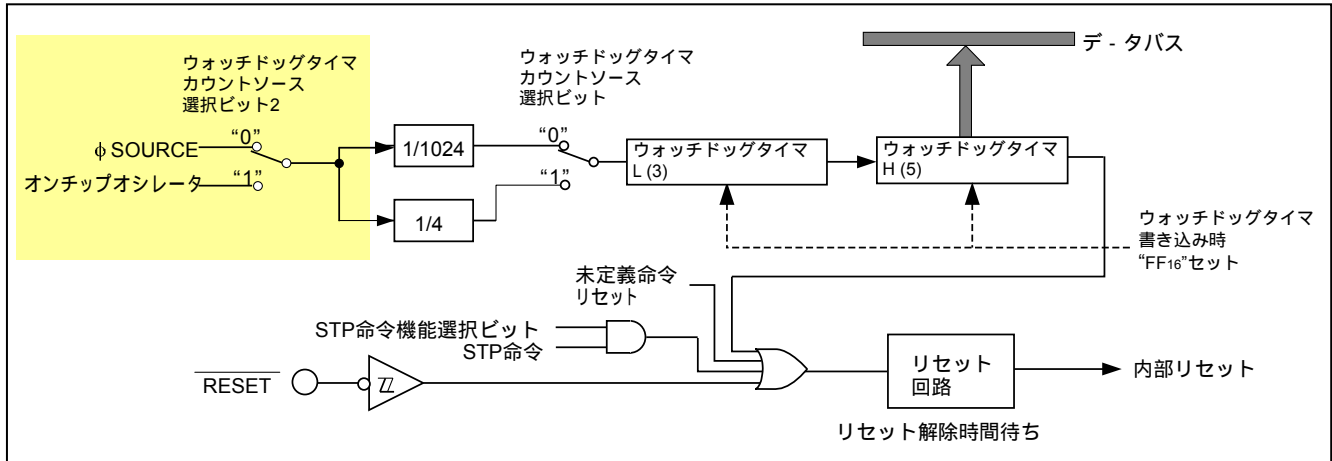 デ - タバス
ウォッチドッグタイマ
カウントソース
選択ビット2
ウォッチドッグタイマ
カウントソース
選択ビット
φ SOURCE
“0”
オンチップオシレータ
“1”
1/1024
1/4
“0”
“1”
ウォッチドッグタイマ
L (3)
ウォッチドッグタイマ
H (5)
ウォッチドッグタイマ
書き込み時
“FF16”セット
未定義命令
リセット
STP命令機能選択ビット
STP命令
RESET
リセット
回路
内部リセット
リセット解除時間待ち